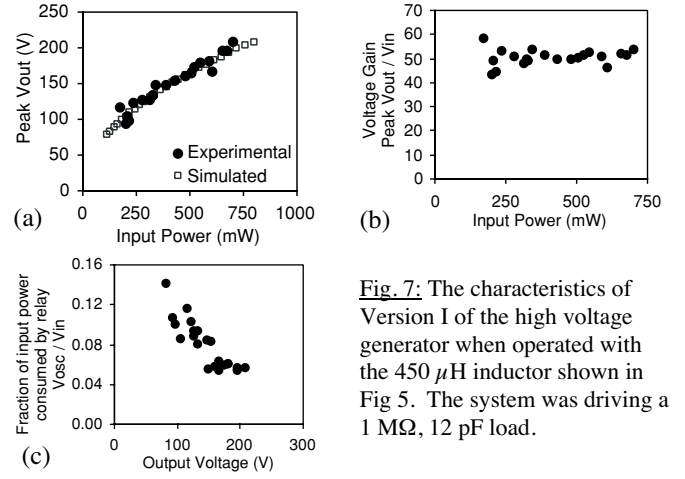 250
200
150
100
50
0
Peak Vout (V)
Experimental
Simulated
0 250 500 750 1000
Input Power (mW)
(a)
70
60
50
40
30
20
10
0
Voltage Gain
Peak Vout / Vin
0 250 500 750
Input Power (mW)
(b)
0.16
0.12
0.08
0.04
0.00
Fraction of input power
consumed by relay
Vosc / Vin
0 100 200 300
Output Voltage (V)
(c)
Fig. 7: The characteristics of
Version I of the high voltage
generator when operated with
the 450 µH inductor shown in
Fig 5. The system was driving a
1 MΩ, 12 pF load.